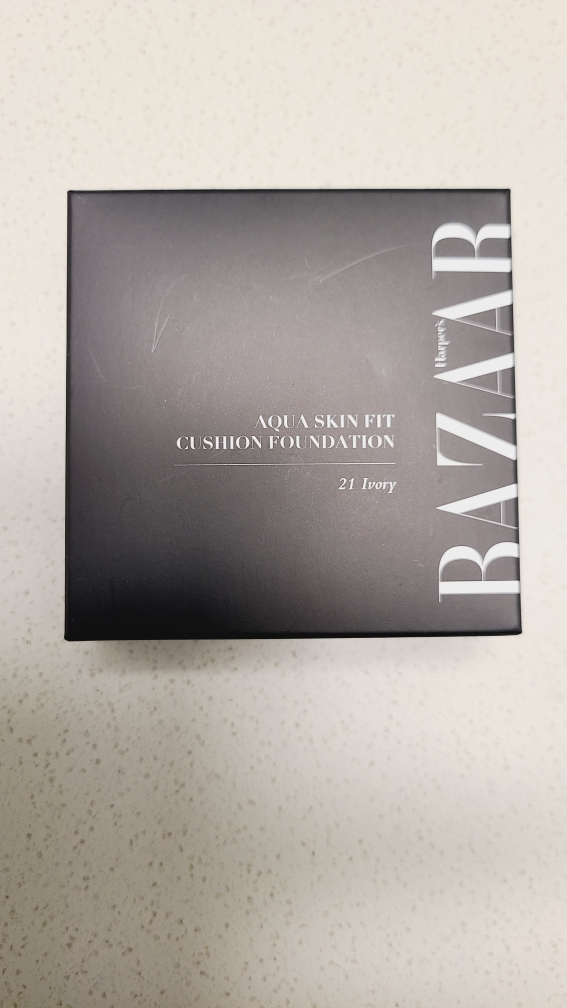 AQUA SKIN FIT
CUSHION FOUNDATION
21 Ivory
Harper's
BAZAAR